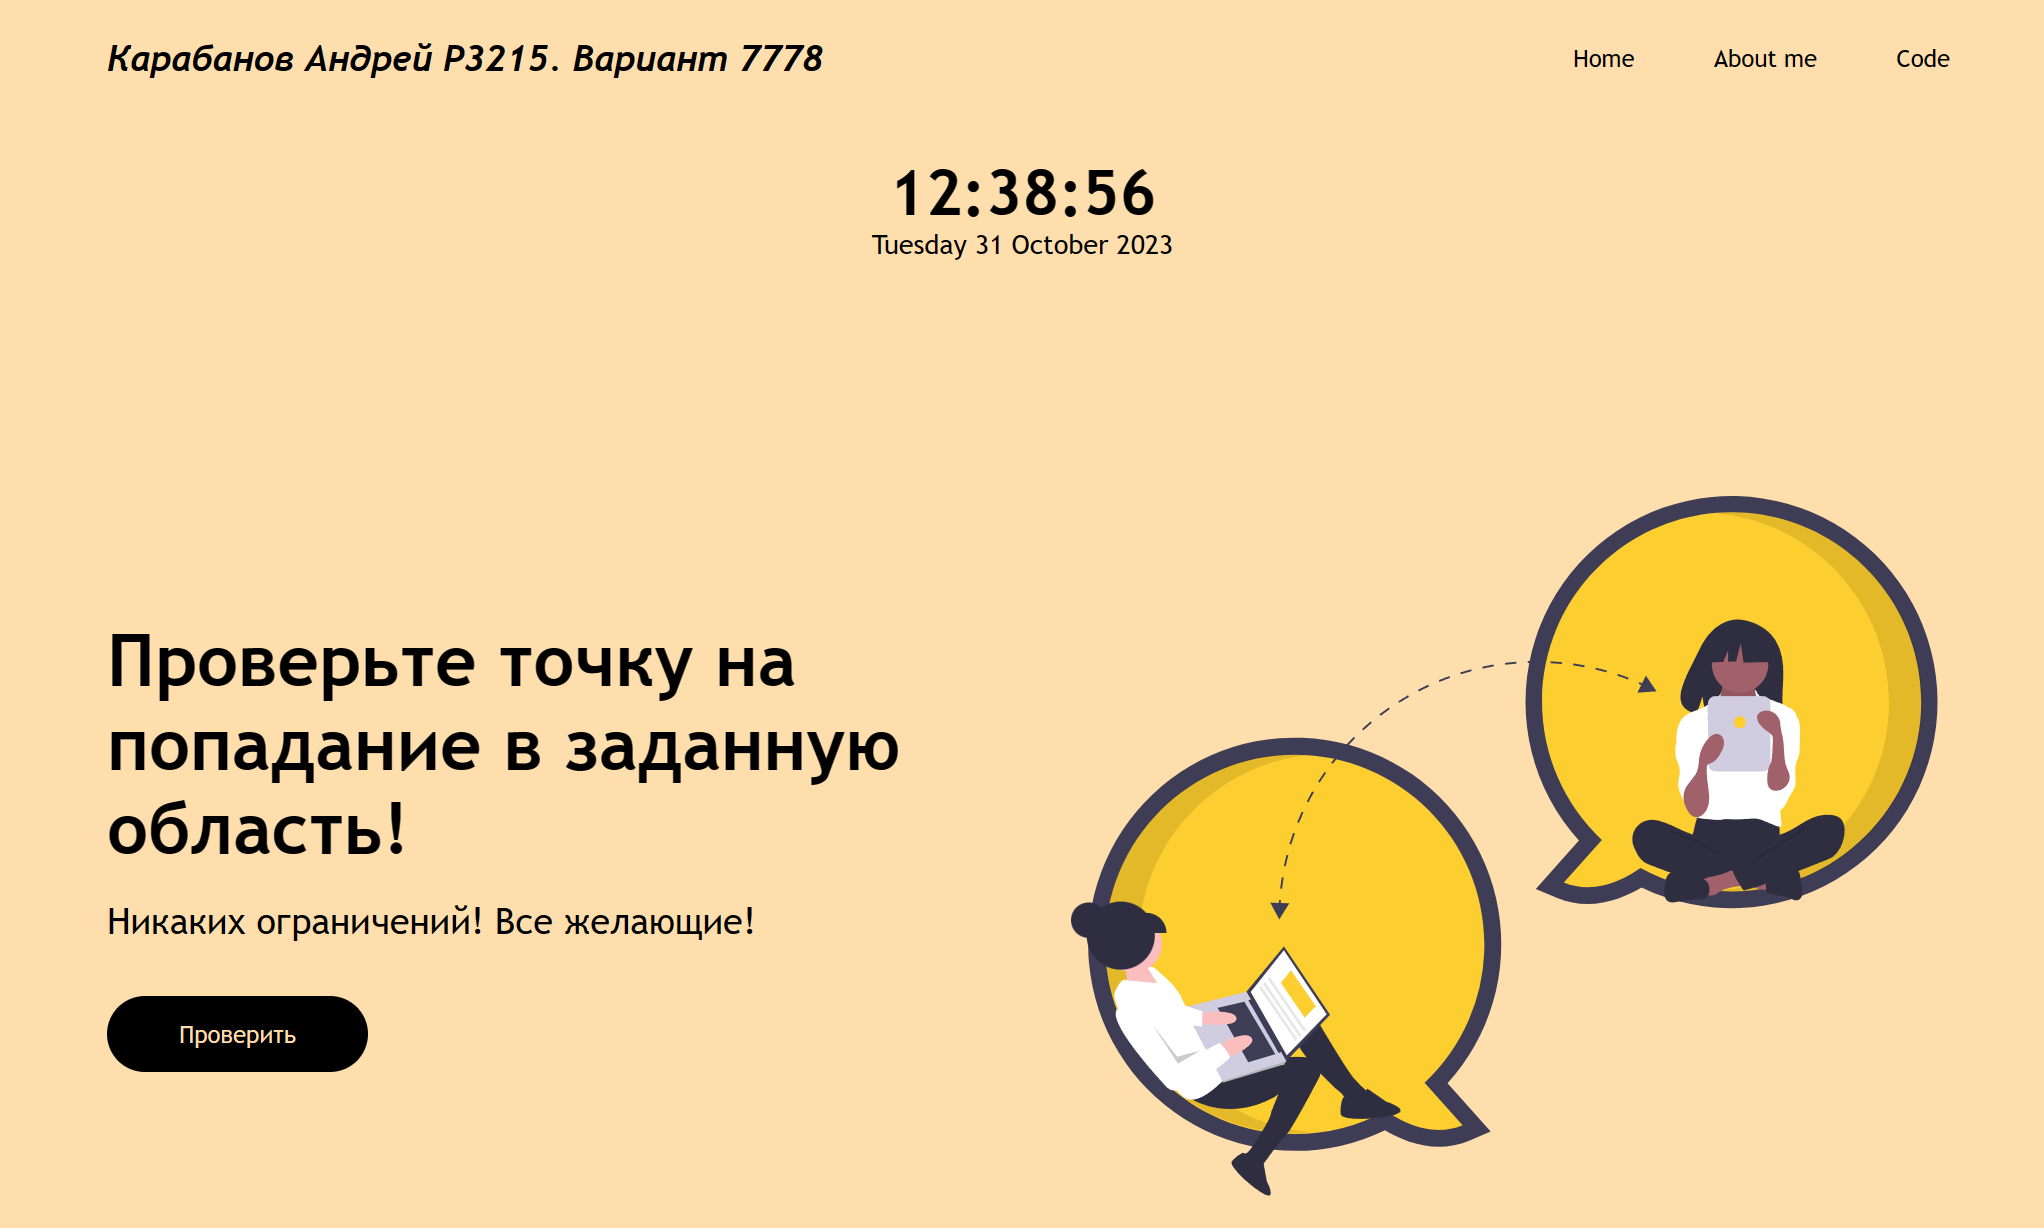 Карабанов Андрей P3215. Вариант 7778
Home
About me
Code
12:38:56
Tuesday 31 October 2023
Проверьте точку на
попадание в заданную
область!
Никаких ограничений! Все желающие!
Проверить